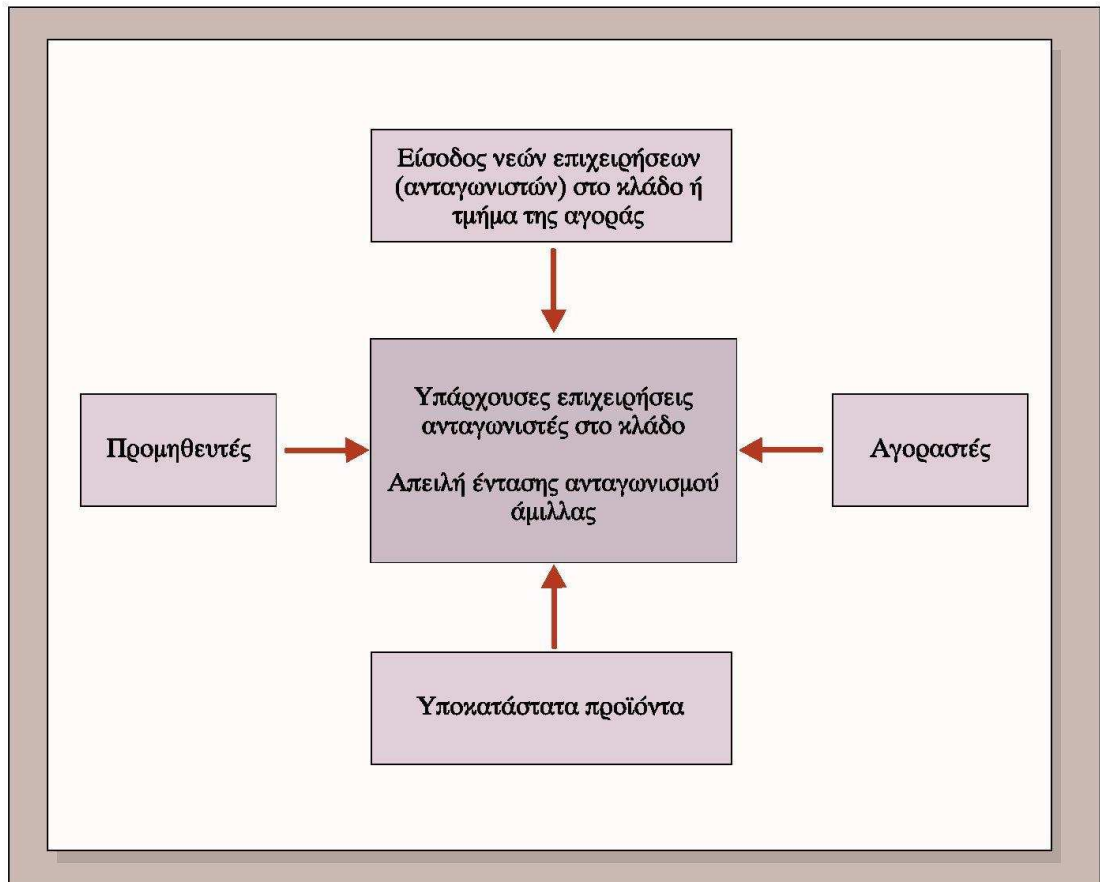 Είσοδος νεών επιχειρήσεων
(ανταγωνιστών) στο κλάδο ή
τμήμα της αγοράς
Προμηθευτές
Υπάρχουσες επιχειρήσεις
ανταγωνιστές στο κλάδο
Απειλή έντασης ανταγωνισμού
άμιλλας
Αγοραστές
Υποκατάστατα προϊόντα